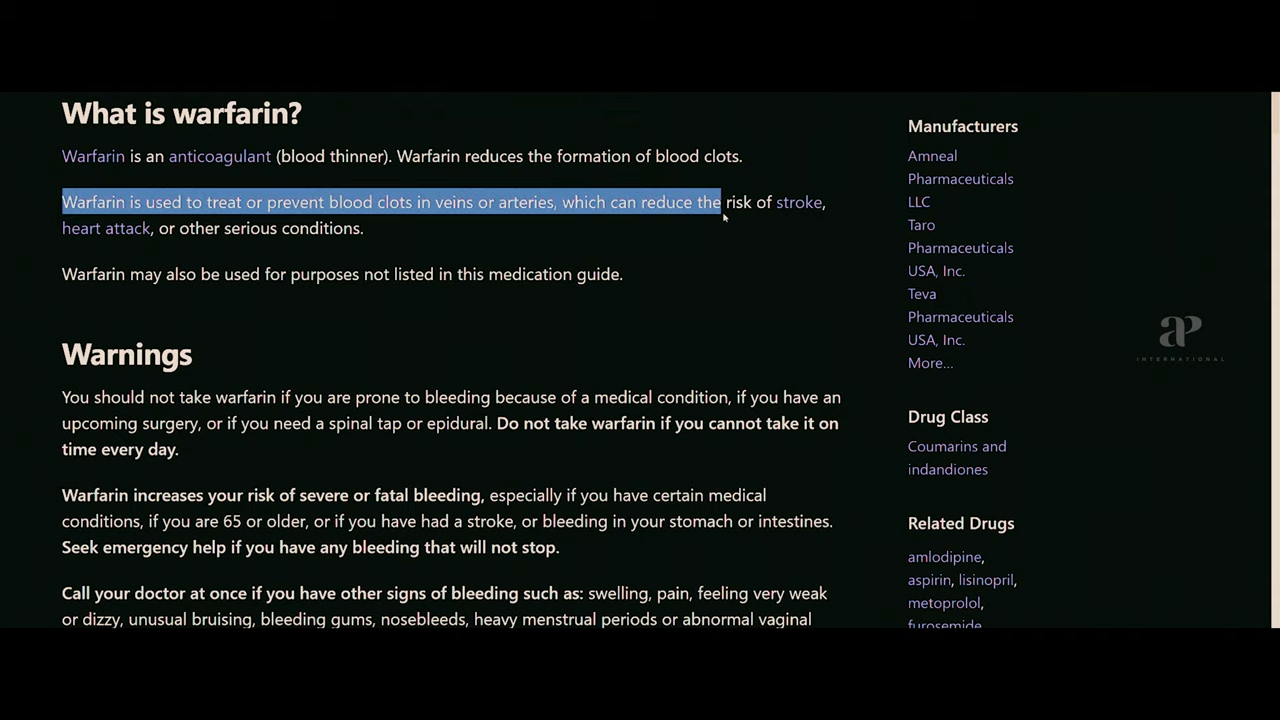 What is warfarin?
Warfarin is an anticoagulant (blood thinner). Warfarin reduces the formation of blood clots.
Warfarin is used to treat or prevent blood clots in veins or arteries, which can reduce the risk of stroke,
heart attack, or other serious conditions.
Warfarin may also be used for purposes not listed in this medication guide.
Warnings
You should not take warfarin if you are prone to bleeding because of a medical condition, if you have an
upcoming surgery, or if you need a spinal tap or epidural. Do not take warfarin if you cannot take it on
time every day.
Warfarin increases your risk of severe or fatal bleeding, especially if you have certain medical
conditions, if you are 65 or older, or if you have had a stroke, or bleeding in your stomach or intestines.
Seek emergency help if you have any bleeding that will not stop.
Call your doctor at once if you have other signs of bleeding such as: swelling, pain, feeling very weak
or dizzy, unusual bruising, bleeding gums, nosebleeds, heavy menstrual periods or abnormal vaginal
Manufacturers
Amneal
Pharmaceuticals
LLC
Taro
Pharmaceuticals
USA, Inc.
Teva
Pharmaceuticals
USA, Inc.
More...
Drug Class
Coumarins and
indandiones
Related Drugs
amlodipine,
aspirin, lisinopril,
metoprolol,
furosemide
aP
INTERNATIONAL